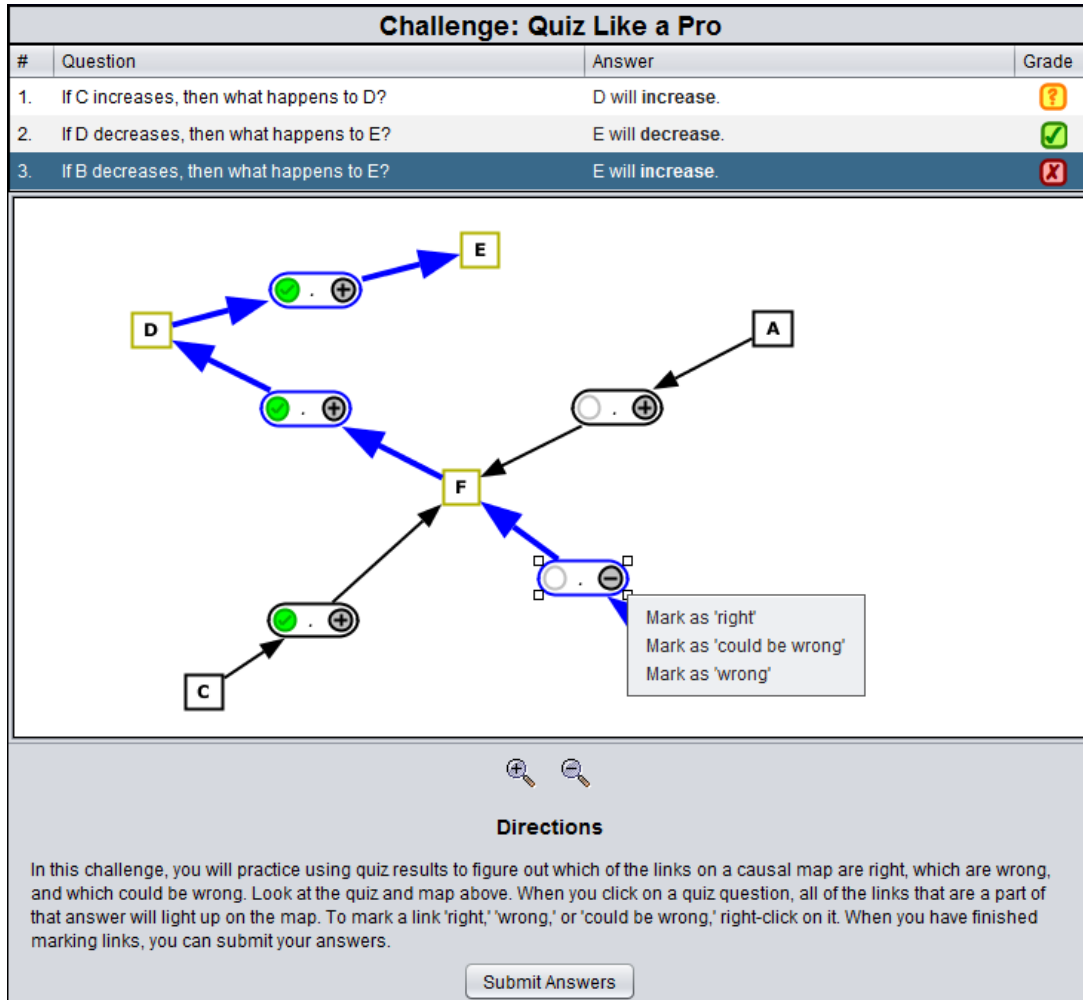 Challenge: Quiz Like a Pro
# Question Answer Grade
1. If C increases, then what happens to D? D will increase.
2. If D decreases, then what happens to E? E will decrease.
3. If B decreases, then what happens to E? E will increase.
E
D
A
F
C
Mark as 'right'
Mark as 'could be wrong'
Mark as 'wrong'
Directions
In this challenge, you will practice using quiz results to figure out which of the links on a causal map are right, which are wrong,
and which could be wrong. Look at the quiz and map above. When you click on a quiz question, all of the links that are a part of
that answer will light up on the map. To mark a link 'right,' 'wrong,' or 'could be wrong,' right-click on it. When you have finished
marking links, you can submit your answers.
Submit Answers